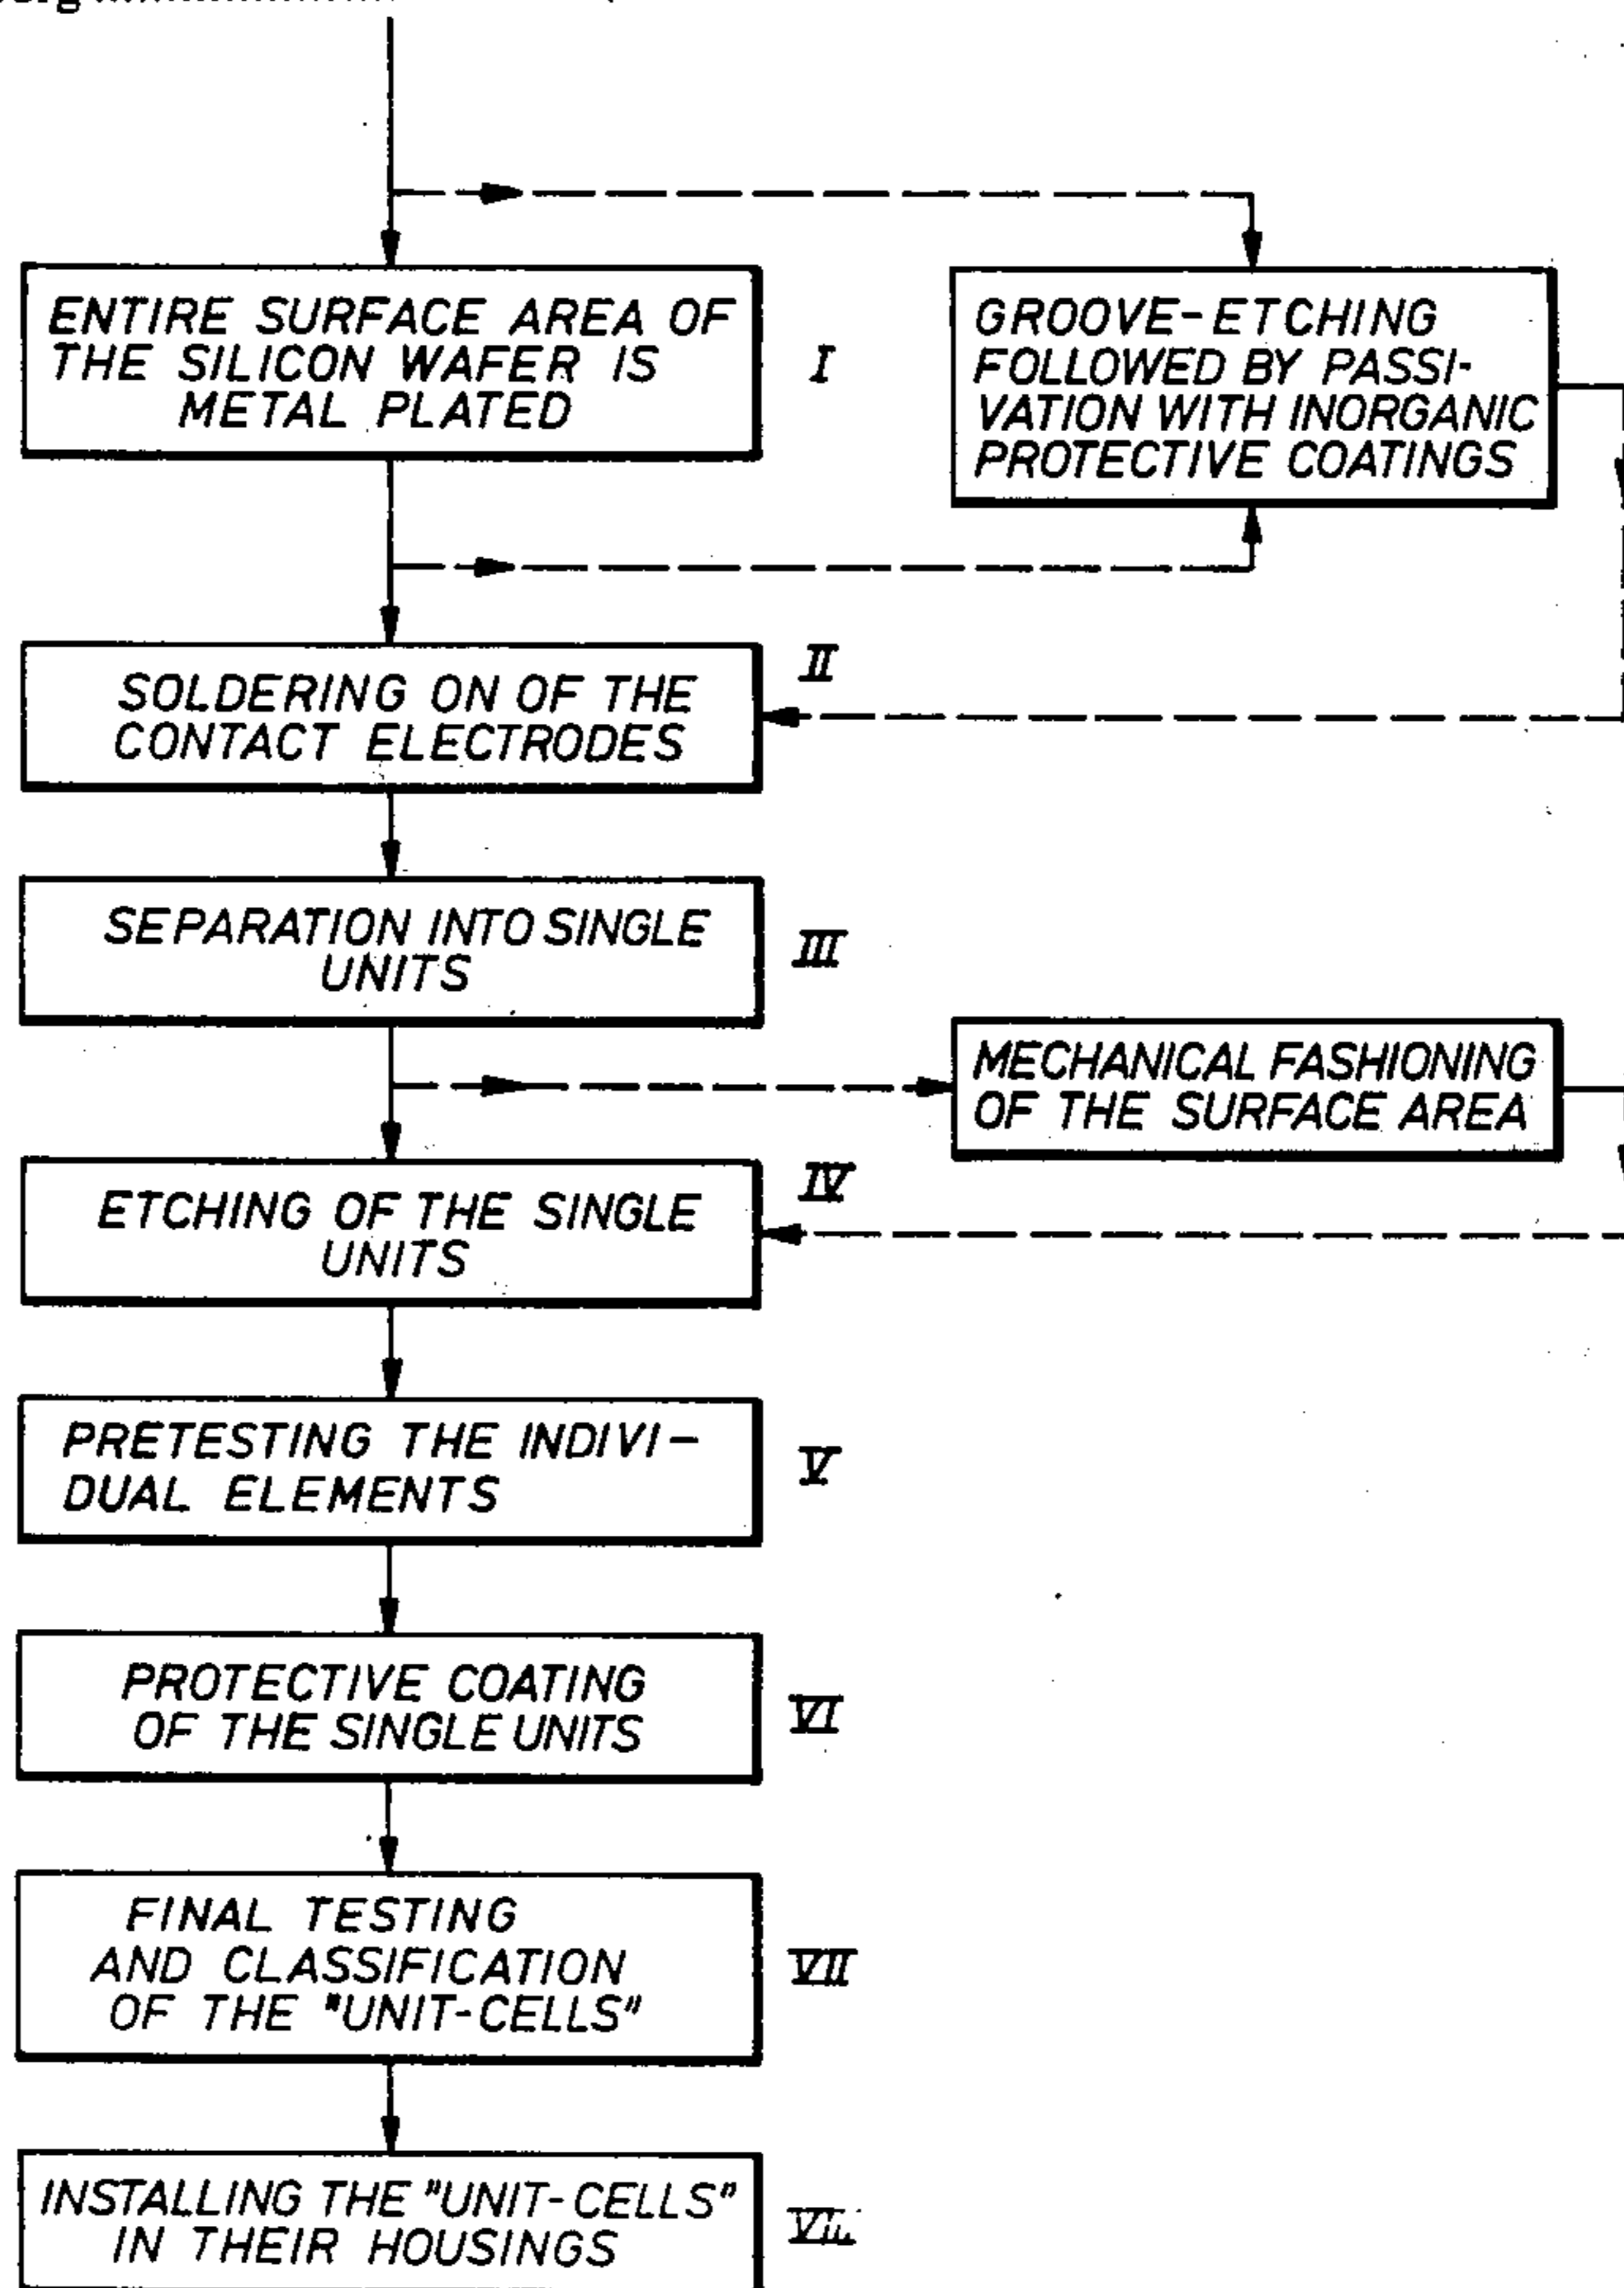 ENTIRE SURFACE AREA OF
THE SILICON WAFER IS
METAL PLATED
I
GROOVE-ETCHING
FOLLOWED BY PASSI-
VATION WITH INORGANIC
PROTECTIVE COATINGS
II
SOLDERING ON OF THE
CONTACT ELECTRODES
SEPARATION INTO SINGLE
UNITS
III
MECHANICAL FASHIONING
OF THE SURFACE AREA
IV
ETCHING OF THE SINGLE
UNITS
PRETESTING THE INDIVI-
DUAL ELEMENTS
V
PROTECTIVE COATING
OF THE SINGLE UNITS
VI
FINAL TESTING
AND CLASSIFICATION
OF THE "UNIT-CELLS"
VII
INSTALLING THE "UNIT-CELLS"
IN THEIR HOUSINGS